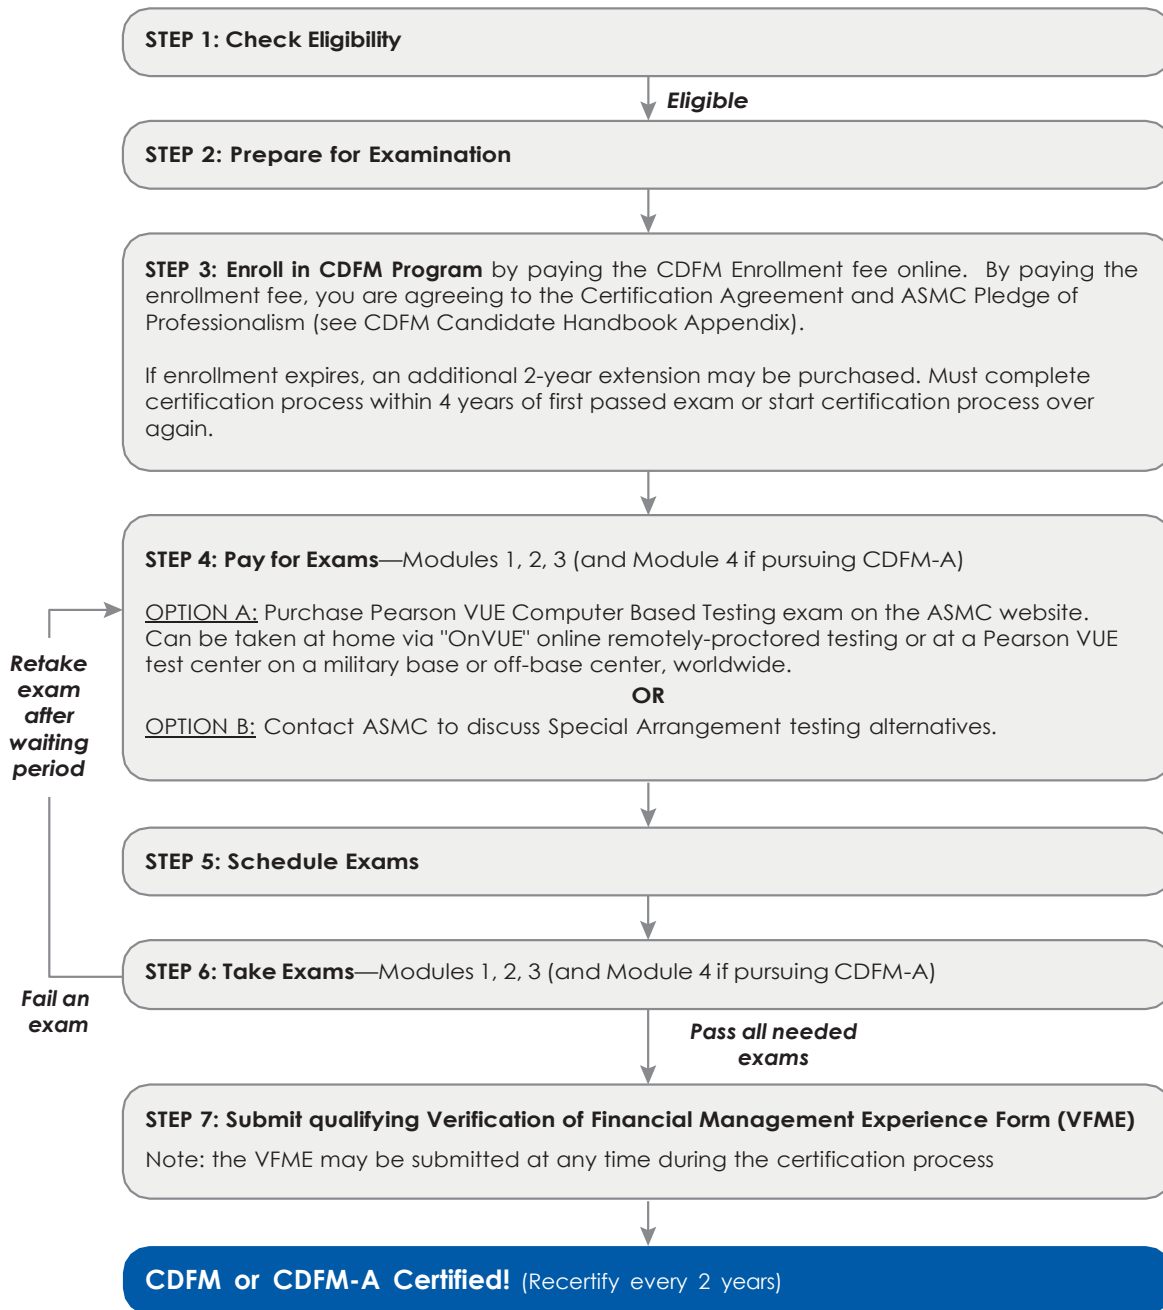 STEP 1: Check Eligibility
Eligible
STEP 2: Prepare for Examination
STEP 3: Enroll in CDFM Program by paying the CDFM Enrollment fee online. By paying the
enrollment fee, you are agreeing to the Certification Agreement and ASMC Pledge of
Professionalism (see CDFM Candidate Handbook Appendix).
If enrollment expires, an additional 2-year extension may be purchased. Must complete
certification process within 4 years of first passed exam or start certification process over
again.
STEP 4: Pay for Exams—Modules 1, 2, 3 (and Module 4 if pursuing CDFM-A)
OPTION A: Purchase Pearson VUE Computer Based Testing exam on the ASMC website.
Can be taken at home via "OnVUE" online remotely-proctored testing or at a Pearson VUE
test center on a military base or off-base center, worldwide.
OR
OPTION B: Contact ASMC to discuss Special Arrangement testing alternatives.
Retake
exam
after
waiting
period
STEP 5: Schedule Exams
STEP 6: Take Exams—Modules 1, 2, 3 (and Module 4 if pursuing CDFM-A)
Fail an
exam
Pass all needed
exams
STEP 7: Submit qualifying Verification of Financial Management Experience Form (VFME)
Note: the VFME may be submitted at any time during the certification process
CDFM or CDFM-A Certified! (Recertify every 2 years)